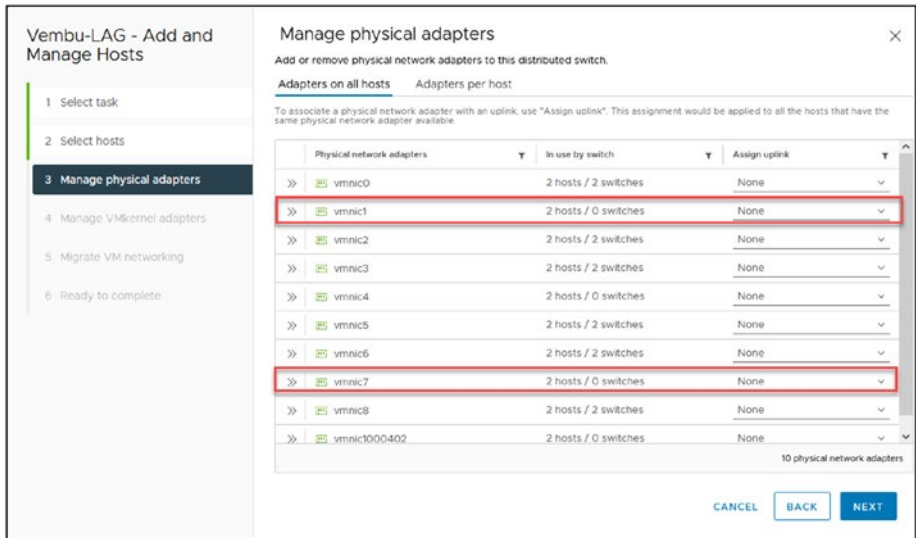 Vembu-LAG - Add and
Manage Hosts
1 Select task
2 Select hosts
3 Manage physical adapters
4 Manage VMkernel adapters
5 Migrate VM networking
6 Ready to complete
Manage physical adapters
Add or remove physical network adapters to this distributed switch.
Adapters on all hosts Adapters per host
To associate a physical network adapter with an uplink, use "Assign uplink". This assignment would be applied to all the hosts that have the
same physical network adapter available
Physical network adapters In use by switch Assign uplink
vmnic0 2 hosts / 2 switches None
vmnic1 2 hosts / 0 switches None
vmnic2 2 hosts / 2 switches None
vmnic3 2 hosts / 2 switches None
vmnic4 2 hosts / 0 switches None
vmnic5 2 hosts / 2 switches None
vmnic6 2 hosts / 2 switches None
vmnic7 2 hosts / 0 switches None
vmnic8 2 hosts / 2 switches None
vmnic1000402 2 hosts / 0 switches None
10 physical network adapters
CANCEL BACK NEXT